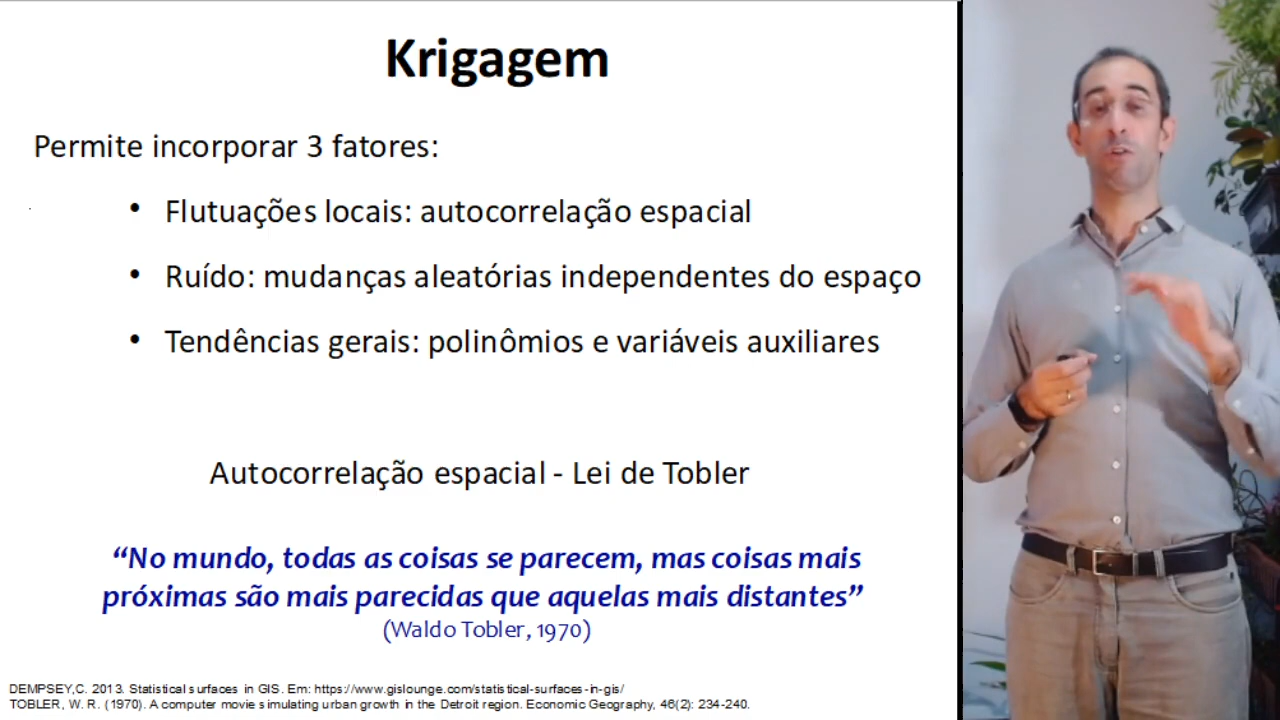 Krigagem
Permite incorporar 3 fatores:
• Flutuações locais: autocorrelação espacial
• Ruído: mudanças aleatórias independentes do espaço
• Tendências gerais: polinômios e variáveis auxiliares
Autocorrelação espacial - Lei de Tobler
“No mundo, todas as coisas se parecem, mas coisas mais
próximas são mais parecidas que aquelas mais distantes”
(Waldo Tobler, 1970)
DEMPSEY,C. 2013. Statistical surfaces in GIS. Em: https://www.gislounge.com/statistical-surfaces-in-gis/
TOBLER, W. R. (1970). A computer movie simulating urban growth in the Detroit region. Economic Geography, 46(2): 234-240.